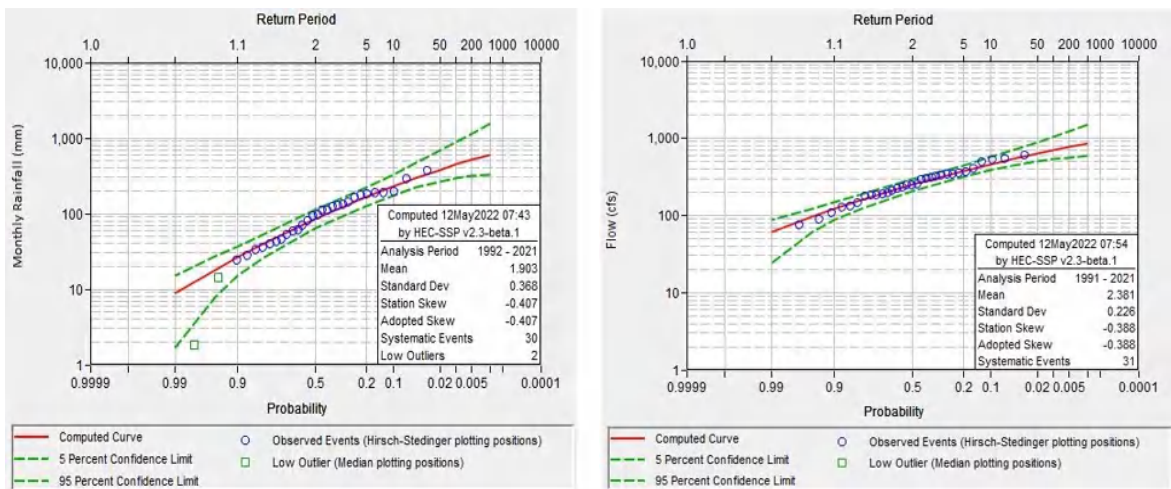 Return Period
1.0 1.1 2 5 10 50 200 1000 10000
10,000
1,000
100
10
1
Monthly Rainfall (mm)
Computed 12May2022 07:43
by HEC-SSP v2.3-beta.1
Analysis Period 1992 - 2021
Mean 1.903
Standard Dev 0.368
Station Skew -0.407
Adopted Skew -0.407
Systematic Events 30
Low Outliers 2
0.9999 0.99 0.9 0.5 0.2 0.1 0.02 0.005 0.0001
Probability
Computed Curve
5 Percent Confidence Limit
95 Percent Confidence Limit
Observed Events (Hirsch-Stedinger plotting positions)
Low Outlier (Median plotting positions)
Return Period
1.0 1.1 2 5 10 50 200 1000 10000
10,000
1,000
100
10
1
Flow (cfs)
Computed 12May2022 07:54
by HEC-SSP v2.3-beta.1
Analysis Period 1991 - 2021
Mean 2.381
Standard Dev 0.226
Station Skew -0.388
Adopted Skew -0.388
Systematic Events 31
0.9999 0.99 0.9 0.5 0.2 0.1 0.02 0.005 0.0001
Probability
Computed Curve
5 Percent Confidence Limit
95 Percent Confidence Limit
Observed Events (Hirsch-Stedinger plotting positions)
Low Outlier (Median plotting positions)